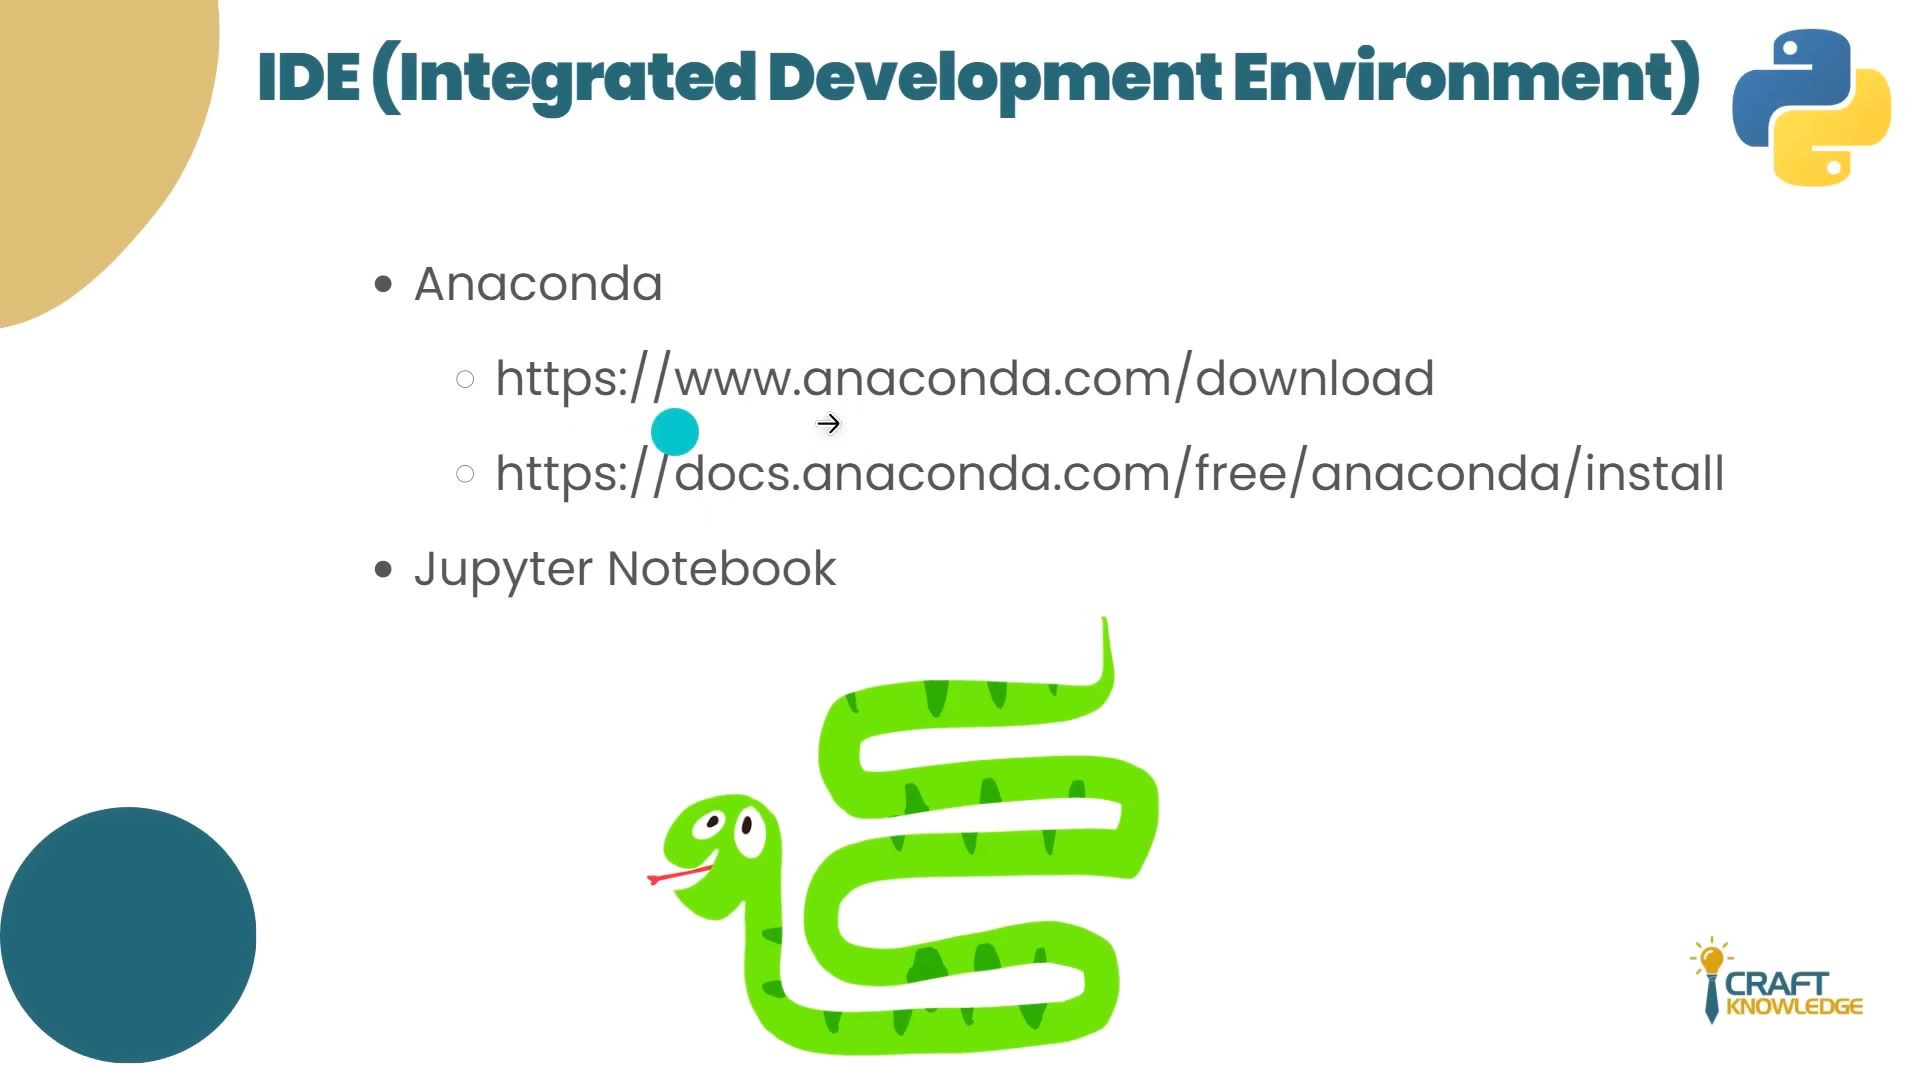 IDE (Integrated Development Environment)
Anaconda
https://www.anaconda.com/download
https://docs.anaconda.com/free/anaconda/install
Jupyter Notebook
CRAFT
KNOWLEDGE